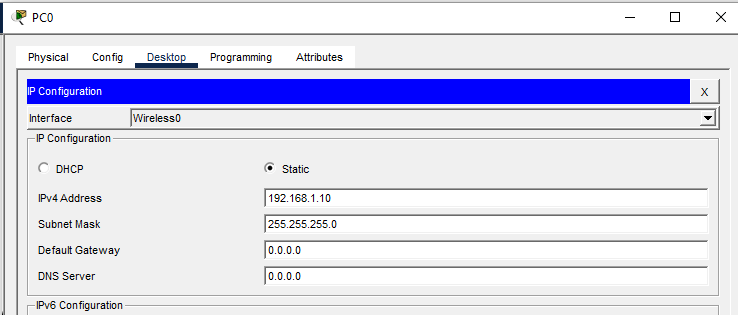 PC0
Physical Config Desktop Programming Attributes
IP Configuration X
Interface Wireless0
IP Configuration
DHCP Static
IPv4 Address 192.168.1.10
Subnet Mask 255.255.255.0
Default Gateway 0.0.0.0
DNS Server 0.0.0.0
IPv6 Configuration